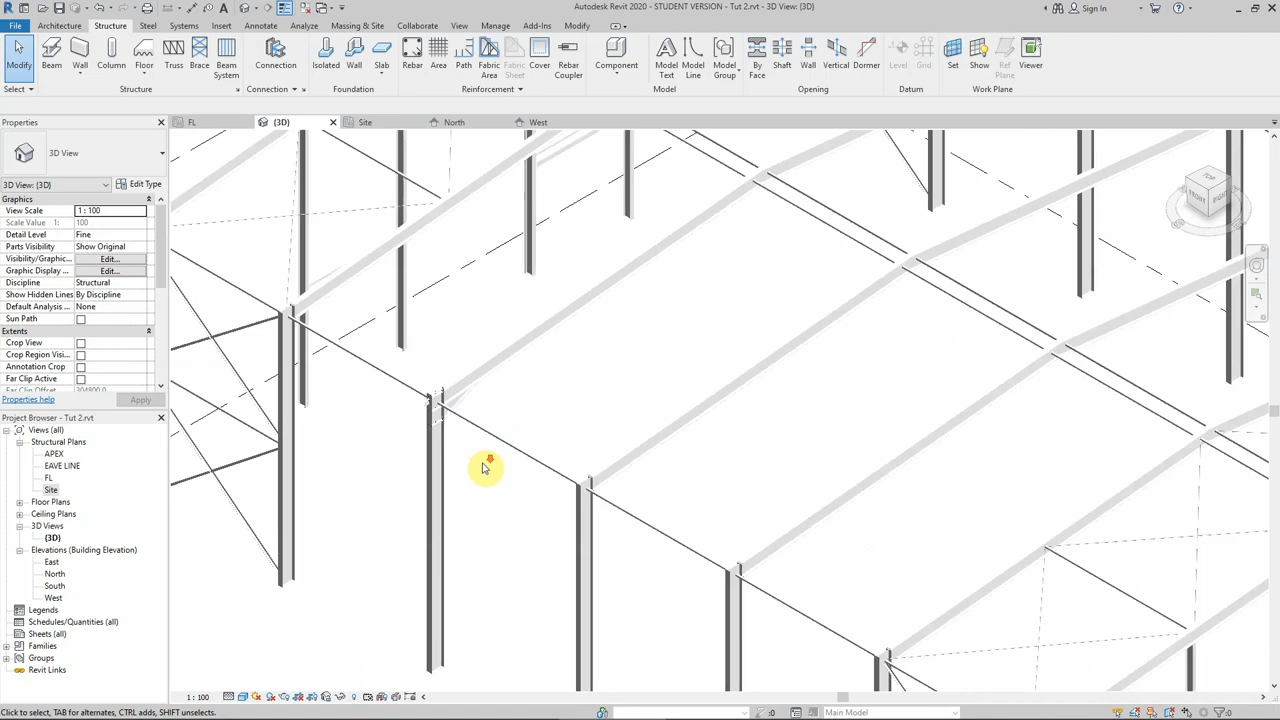 Autodesk Revit 2020 - STUDENT VERSION - Tut 2.rvt - 3D View: {3D}
Sign In
File Architecture Structure Steel Systems Insert Annotate Analyze Massing & Site Collaborate View Manage Add-Ins Modify
Modify Beam Wall Column Floor Truss Brace Beam System Connection Isolated Wall Slab Rebar Area Path Fabric Area Fabric Sheet Cover Rebar Coupler Component Model Text Model Line Model Group By Face Shaft Wall Vertical Dormer Level Grid Set Show Ref Plane Viewer
Select Structure Connection Foundation Reinforcement Model Opening Datum Work Plane
Properties
FL
{3D}
Site
North
West
3D View
3D View: {3D}
Edit Type
Graphics
View Scale 1 : 100
Scale Value 1: 100
Detail Level Fine
Parts Visibility Show Original
Visibility/Graphic... Edit...
Graphic Display ... Edit...
Discipline Structural
Show Hidden Lines By Discipline
Default Analysis ... None
Sun Path
Extents
Crop View
Crop Region Visi...
Annotation Crop
Far Clip Active
Far Clip Offset 304800.0
Properties help Apply
Project Browser - Tut 2.rvt
Views (all)
Structural Plans
APEX
EAVE LINE
FL
Site
Floor Plans
Ceiling Plans
3D Views
{3D}
Elevations (Building Elevation)
East
North
South
West
Legends
Schedules/Quantities (all)
Sheets (all)
Families
Groups
Revit Links
TOP
FRONT
RIGHT
1 : 100
Click to select, TAB for alternates, CTRL adds, SHIFT unselects.
:0
Main Model
:0